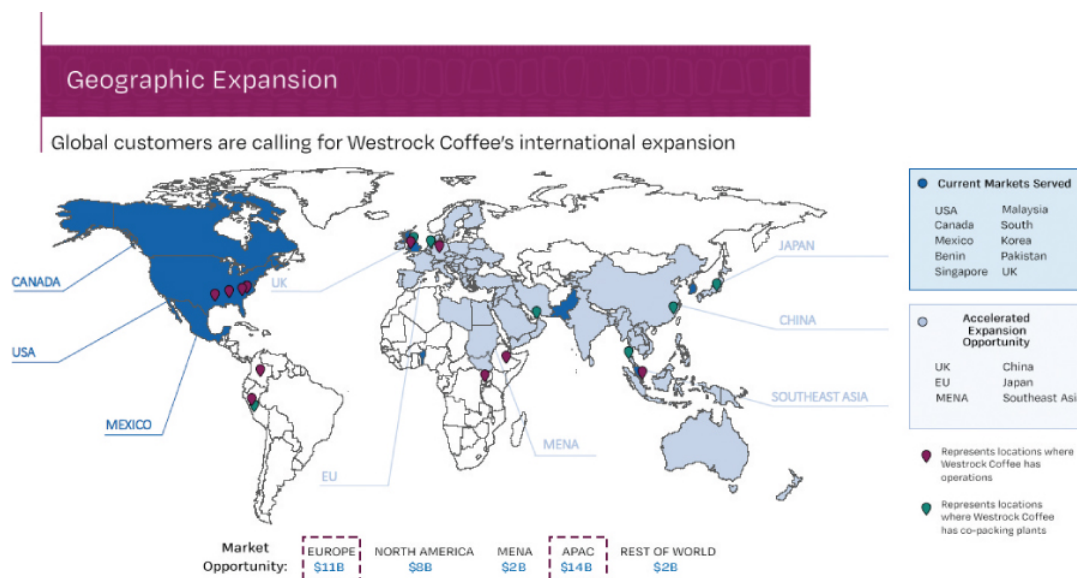 Geographic Expansion
Global customers are calling for Westrock Coffee's international expansion
CANADA
USA
MEXICO
UK
EU
MENA
JAPAN
CHINA
SOUTHEAST ASIA
Current Markets Served
USA Malaysia
Canada South
Mexico Korea
Benin Pakistan
Singapore UK
Accelerated
Expansion
Opportunity
UK China
EU Japan
MENA Southeast Asi
Represents locations where
Westrock Coffee has
operations
Represents locations
where Westrock Coffee
has co-packing plants
Market
Opportunity:
EUROPE NORTH AMERICA MENA APAC REST OF WORLD
$11B $8B $2B $14B $2B